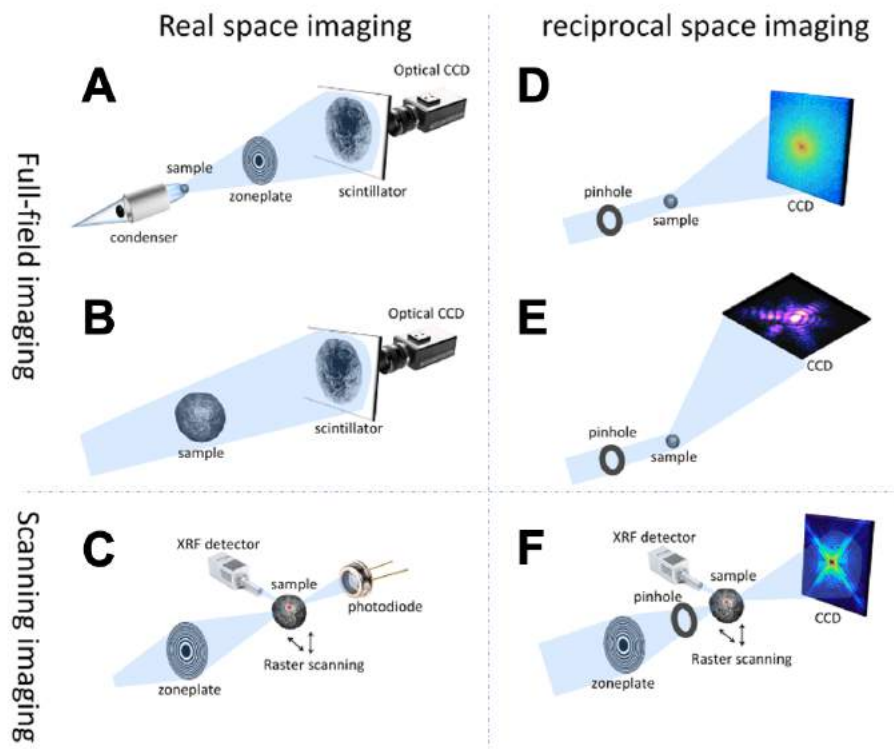 Real space imaging
reciprocal space imaging
Full-field imaging
Scanning imaging
A
Optical CCD
sample
zoneplate
scintillator
condenser
B
Optical CCD
scintillator
sample
C
XRF detector
sample
photodiode
Raster scanning
zoneplate
D
pinhole
sample
CCD
E
CCD
pinhole
sample
F
XRF detector
sample
pinhole
CCD
Raster scanning
zoneplate